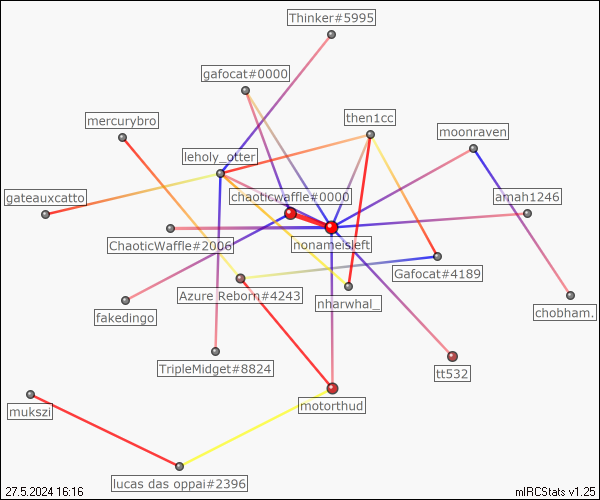 Thinker#5995
gafocat#0000
mercurybro
then1cc
moonraven
leholy_otter
gateauxcatto
chaoticwaffle#0000
amah1246
ChaoticWaffle#2006
nonameisleft
Gafocat#4189
Azure Reborn#4243
nharwhal_
fakedingo
chobham.
TripleMidget#8824
tt532
motorthud
mukszi
lucas das oppai#2396
27.5.2024 16:16
mIRCStats v1.25